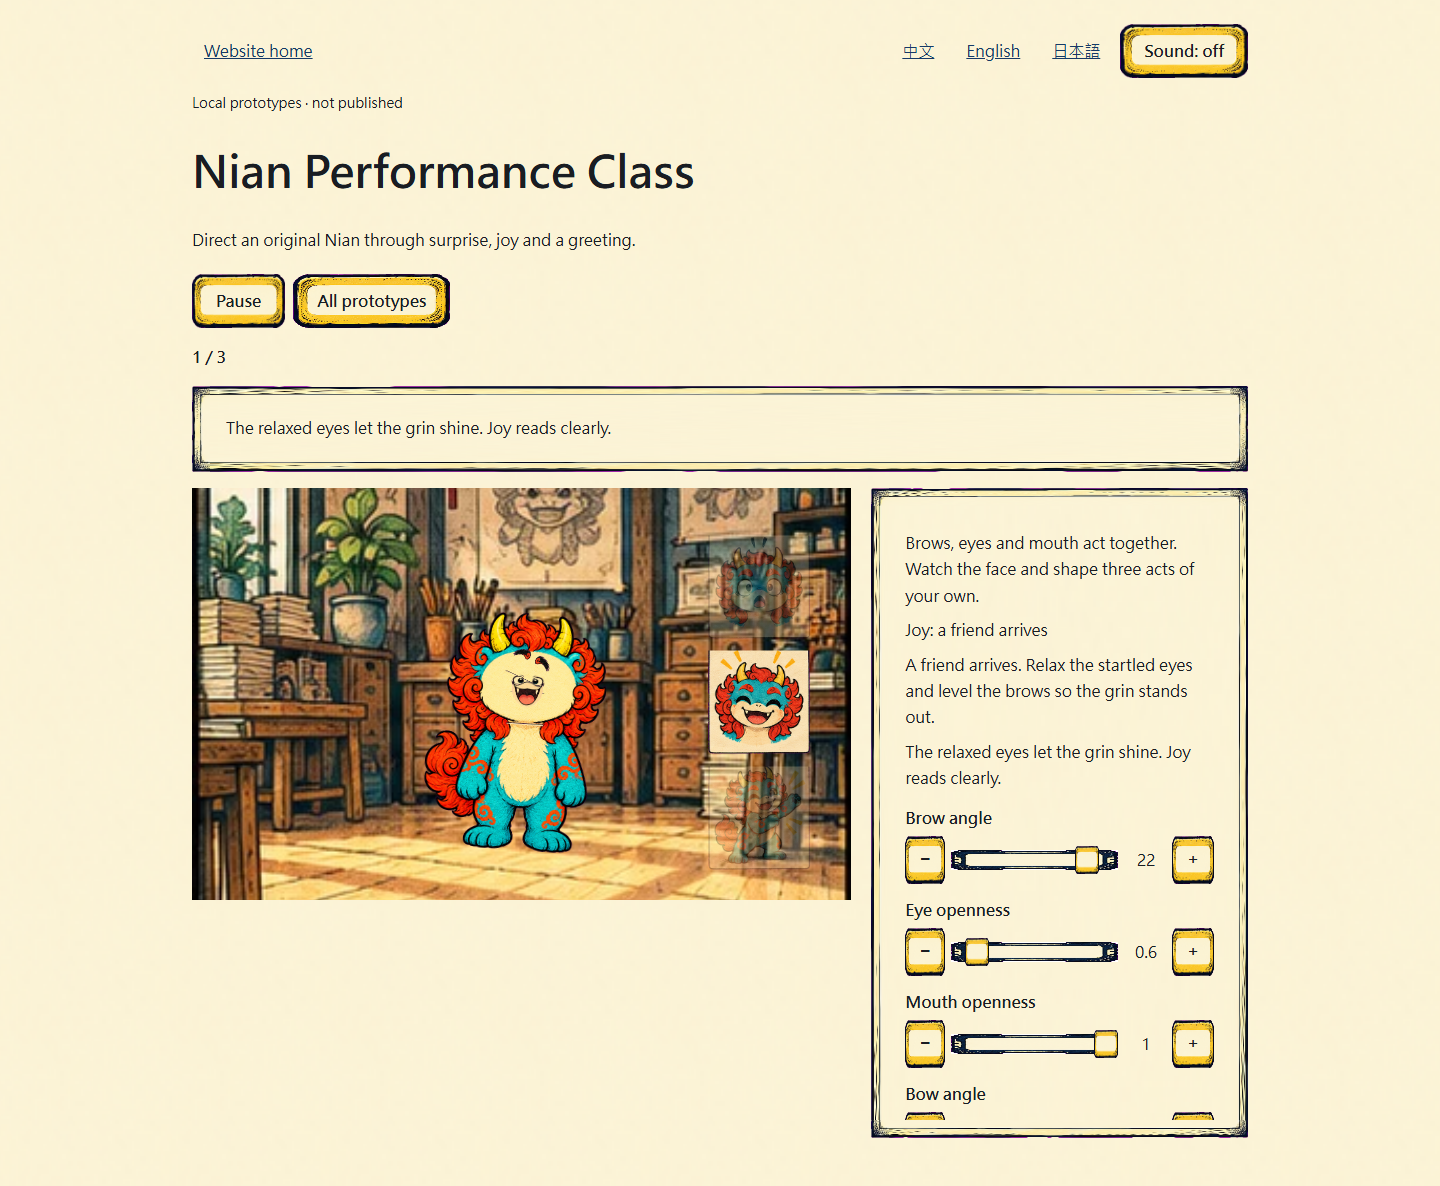 Website home
中文 English 日本語 Sound: off
Local prototypes · not published
Nian Performance Class
Direct an original Nian through surprise, joy and a greeting.
Pause All prototypes
1 / 3
The relaxed eyes let the grin shine. Joy reads clearly.
Brows, eyes and mouth act together.
Watch the face and shape three acts of
your own.
Joy: a friend arrives
A friend arrives. Relax the startled eyes
and level the brows so the grin stands
out.
The relaxed eyes let the grin shine. Joy
reads clearly.
Brow angle
− 22 +
Eye openness
− 0.6 +
Mouth openness
− 1 +
Bow angle